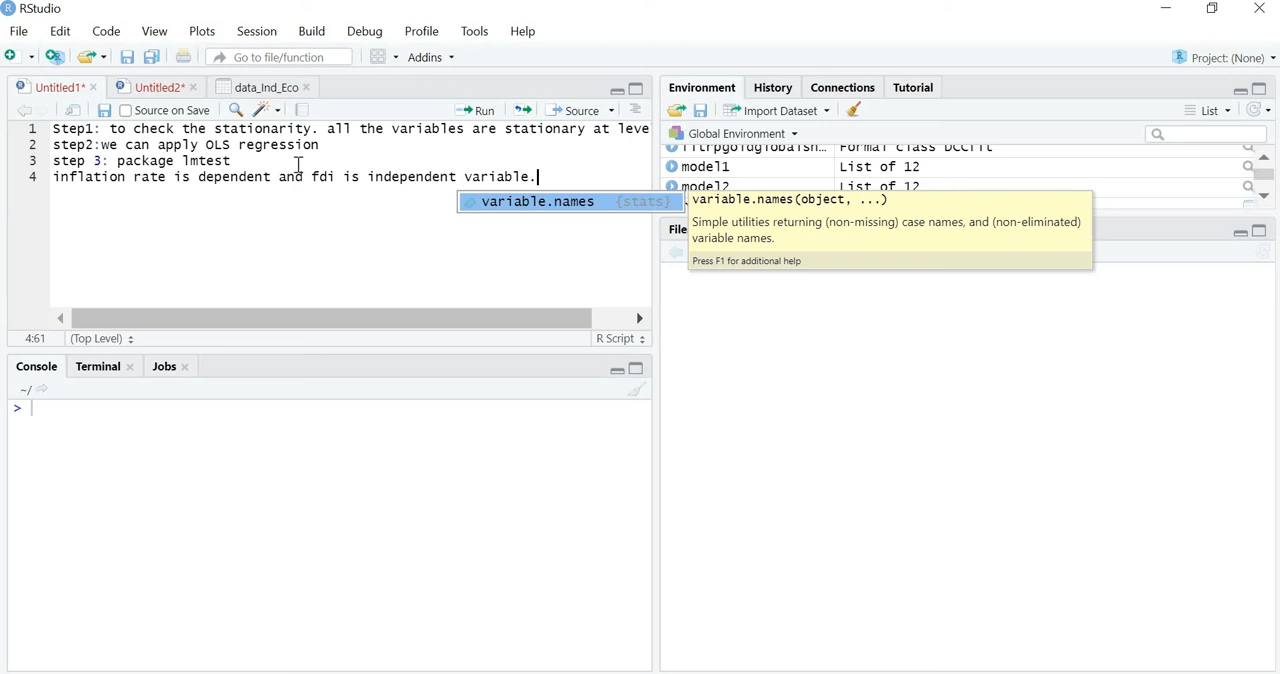 RStudio
File Edit Code View Plots Session Build Debug Profile Tools Help
Go to file/function Addins Project: (None)
Untitled1* Untitled2* data_Ind_Eco
Source on Save Run Source
1 Step1: to check the stationarity. all the variables are stationary at leve
2 step2:we can apply OLS regression
3 step 3: package lmtest
4 inflation rate is dependent and fdi is independent variable.
variable.names {stats}
variable.names(object, ...)
Simple utilities returning (non-missing) case names, and (non-eliminated)
variable names.
Press F1 for additional help
4:61 (Top Level) R Script
Console Terminal Jobs
~/
>
Environment History Connections Tutorial
Import Dataset List
Global Environment
Formal class DCCfit
model1 List of 12
model2 List of 12
File